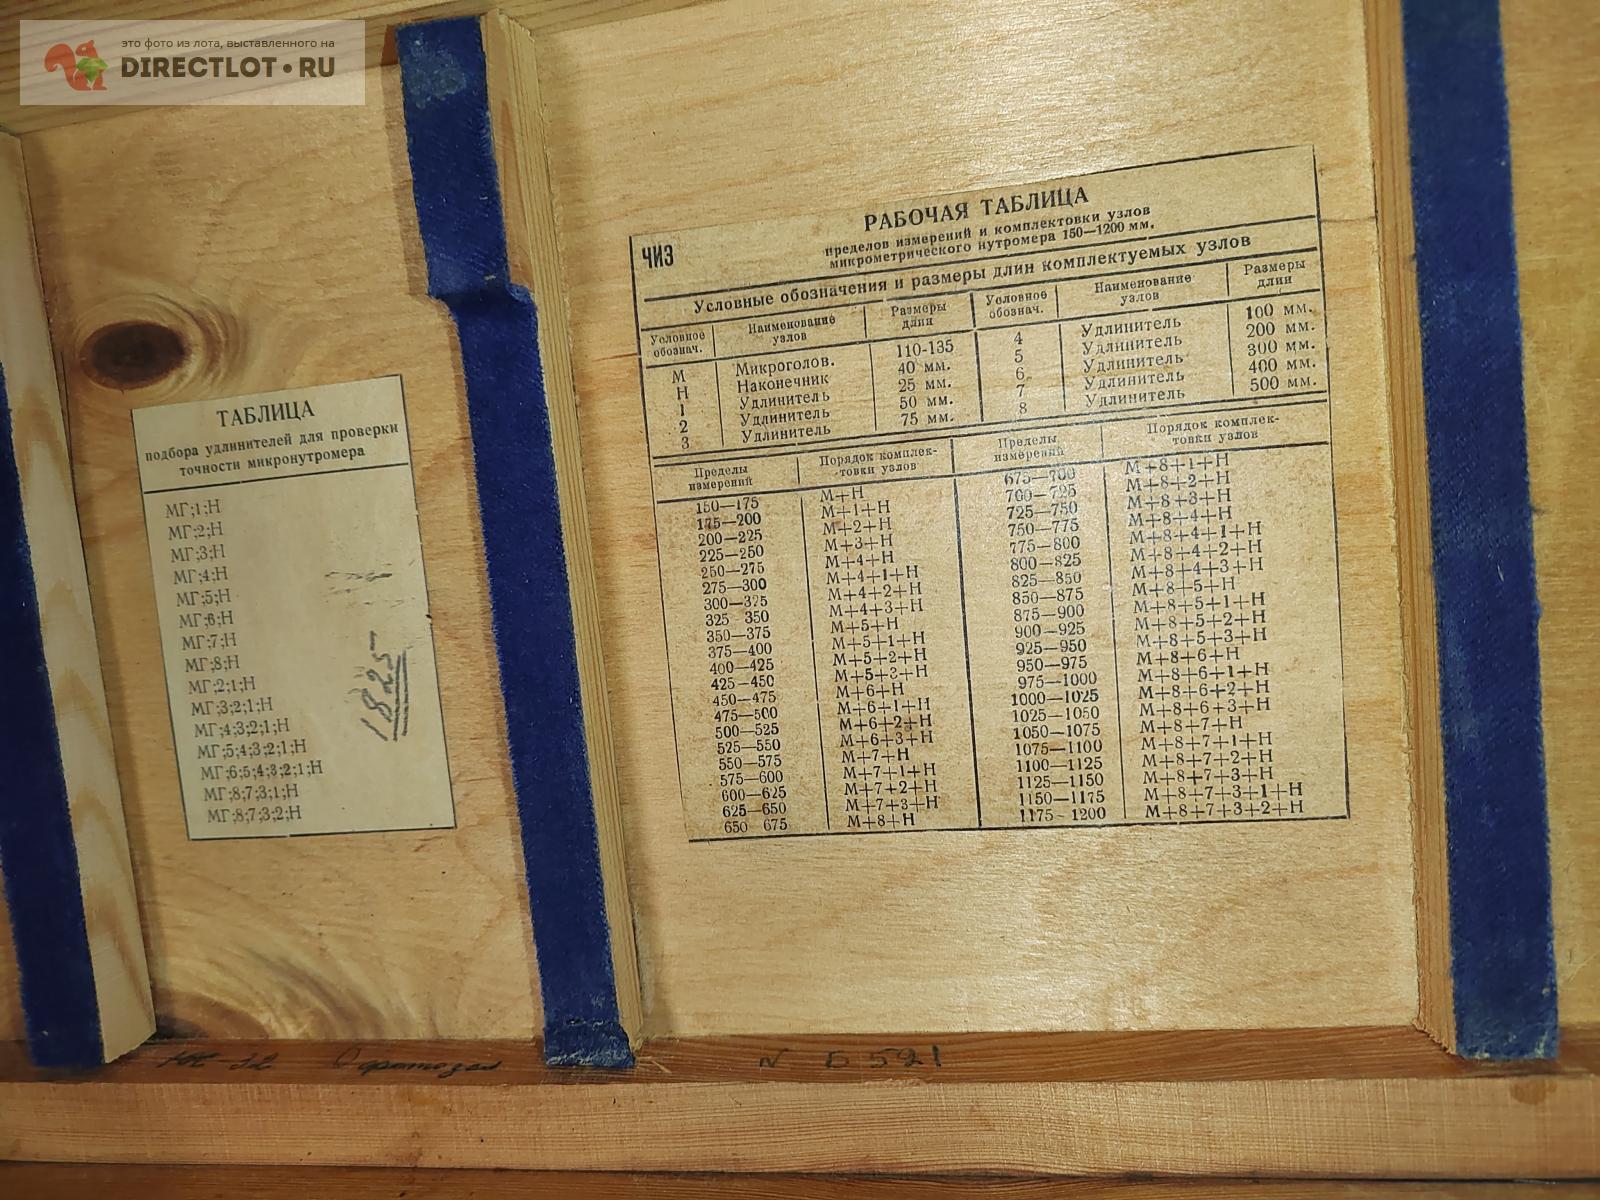 это фото из лота, выставленного на
DIRECTLOT•RU
ТАБЛИЦА
подбора удлинителей для проверки
точности микронутромера
МГ;1;Н
МГ;2;Н
МГ;3;Н
МГ;4;Н
МГ;5;Н
МГ;6;Н
МГ;7;Н
МГ;8;Н
МГ;2;1;Н
МГ;3;2;1;Н
МГ;4;3;2;1;Н
МГ;5;4;3;2;1;Н
МГ;6;5;4;3;2;1;Н
МГ;8;7;3;1;Н
МГ;8;7;3;2;Н
1825
ЧИЗ
РАБОЧАЯ ТАБЛИЦА
пределов измерений и комплектовки узлов
микрометрического нутромера 150—1200 мм.
Условные обозначения и размеры длин комплектуемых узлов
Условное обознач. Наименование узлов Размеры длин Условное обознач. Наименование узлов Размеры длин
М Микроголов. 110-135 4 Удлинитель 100 мм.
Н Наконечник 40 мм. 5 Удлинитель 200 мм.
1 Удлинитель 25 мм. 6 Удлинитель 300 мм.
2 Удлинитель 50 мм. 7 Удлинитель 400 мм.
3 Удлинитель 75 мм. 8 Удлинитель 500 мм.
Пределы измерений Порядок комплек- товки узлов Пределы измерений Порядок комплек- товки узлов
150—175 М+Н 675—700 М+8+1+Н
175—200 М+1+Н 700—725 М+8+2+Н
200—225 М+2+Н 725—750 М+8+3+Н
225—250 М+3+Н 750—775 М+8+4+Н
250—275 М+4+Н 775—800 М+8+4+1+Н
275—300 М+4+1+Н 800—825 М+8+4+2+Н
300—325 М+4+2+Н 825—850 М+8+4+3+Н
325 350 М+4+3+Н 850—875 М+8+5+Н
350—375 М+5+Н 875—900 М+8+5+1+Н
375—400 М+5+1+Н 900—925 М+8+5+2+Н
400—425 М+5+2+Н 925—950 М+8+5+3+Н
425—450 М+5+3+Н 950—975 М+8+6+Н
450—475 М+6+Н 975—1000 М+8+6+1+Н
475—500 М+6+1+Н 1000—1025 М+8+6+2+Н
500—525 М+6+2+Н 1025—1050 М+8+6+3+Н
525—550 М+6+3+Н 1050—1075 М+8+7+Н
550—575 М+7+Н 1075—1100 М+8+7+1+Н
575—600 М+7+1+Н 1100—1125 М+8+7+2+Н
600—625 М+7+2+Н 1125—1150 М+8+7+3+Н
625—650 М+7+3+Н 1150—1175 М+8+7+3+1+Н
650 675 М+8+Н 1175-1200 М+8+7+3+2+Н
N Б 521